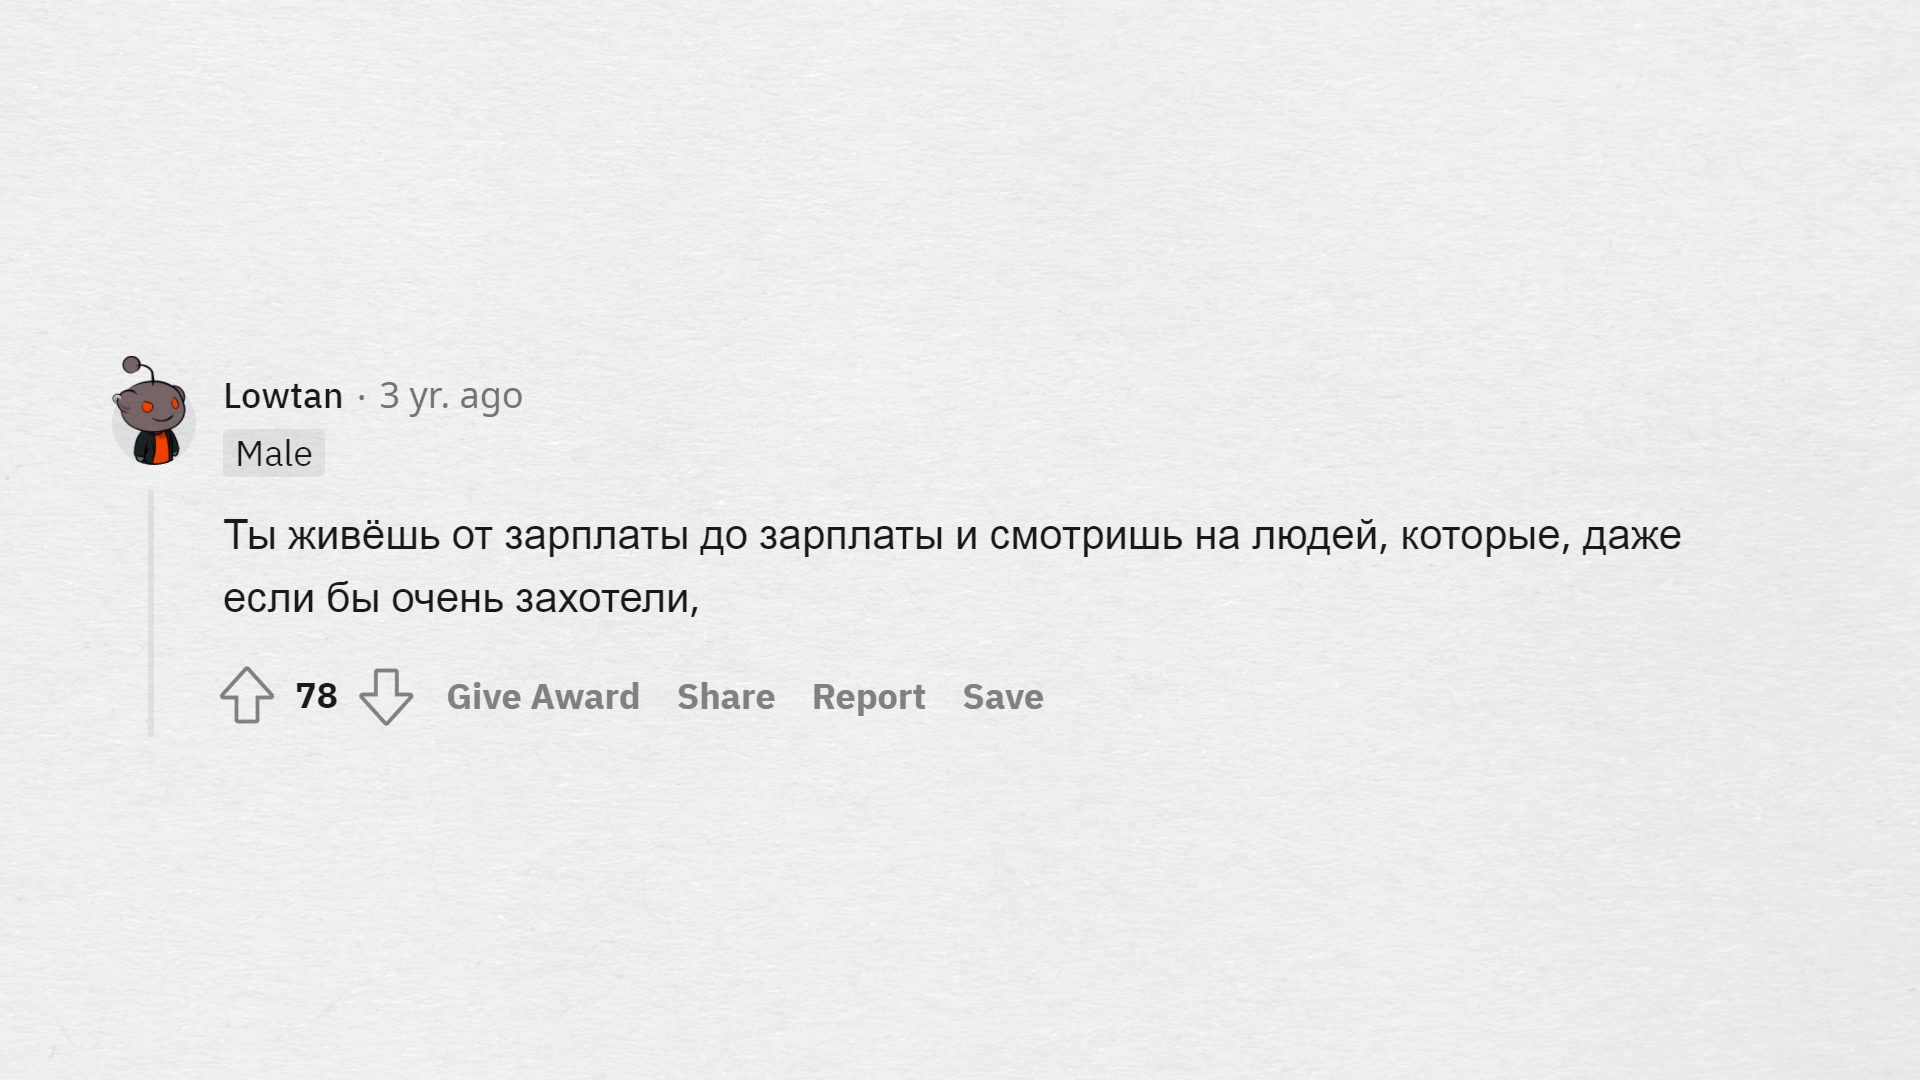 Lowtan · 3 yr. ago
Male
Ты живёшь от зарплаты до зарплаты и смотришь на людей, которые, даже
если бы очень захотели,
78 Give Award Share Report Save